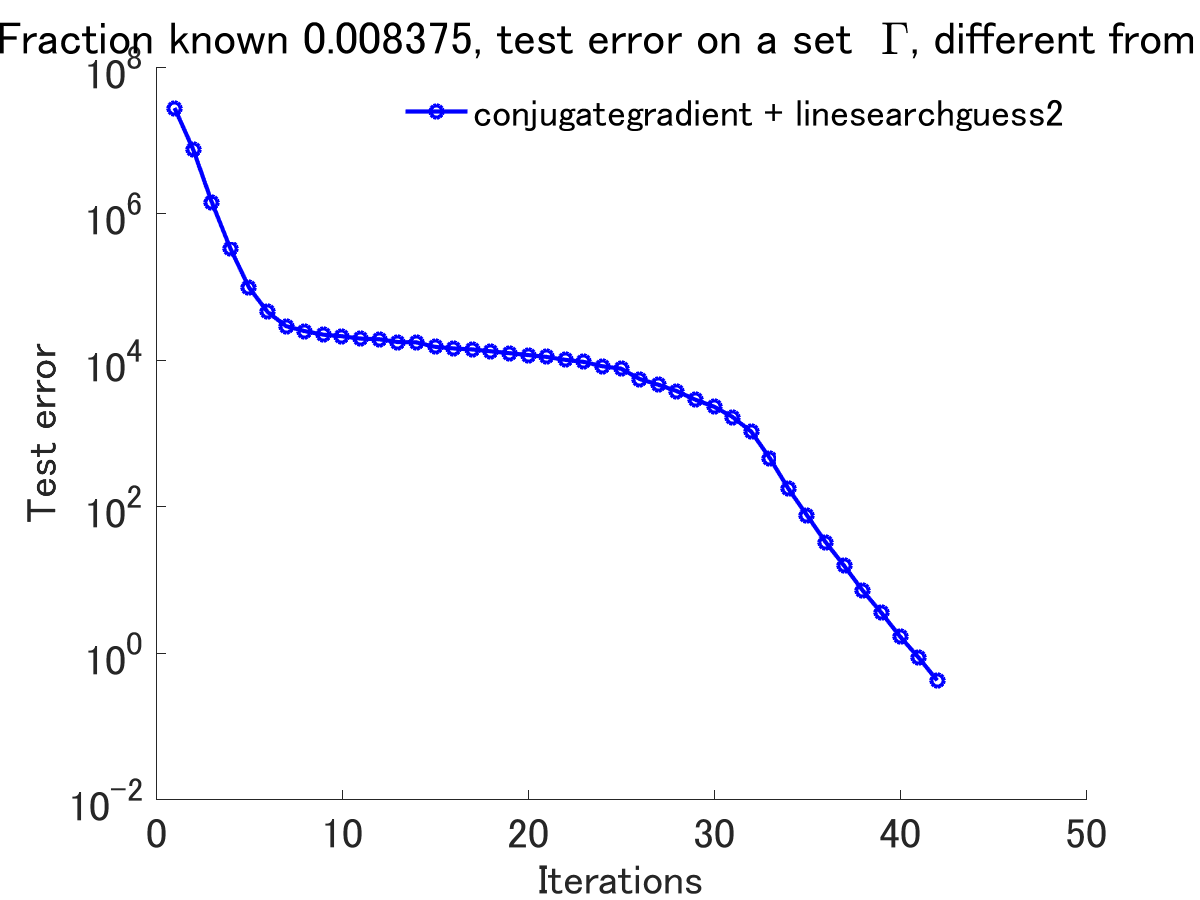 Fraction known 0.008375, test error on a set Γ, different from
10^8
conjugategradient + linesearchguess2
10^6
10^4
10^2
10^0
10^-2
Test error
0 10 20 30 40 50
Iterations